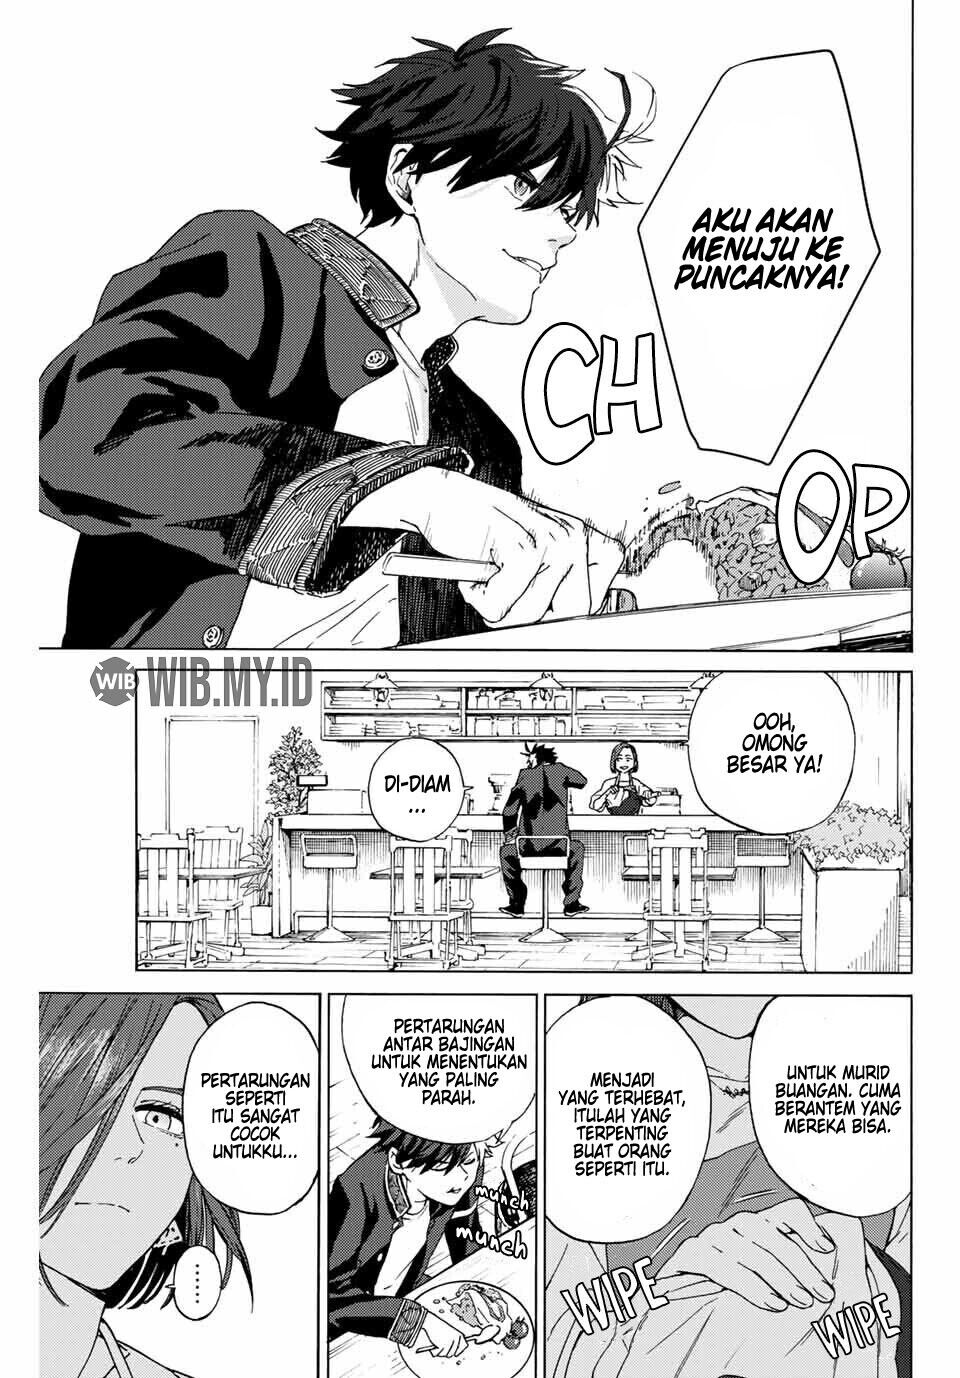 AKU AKAN
MENUJU KE
PUNCAKNYA!
CH
OP
WIB
WIB.MY.ID
OOH,
OMONG
BESAR YA!
DI-DIAM
...
UNTUK MURID
BUANGAN. CUMA
BERANTEM YANG
MEREKA BISA.
MENJADI
YANG TERHEBAT,
ITULAH YANG
TERPENTING
BUAT ORANG
SEPERTI ITU.
WIPE
WIPE
PERTARUNGAN
ANTAR BAJINGAN
UNTUK MENENTUKAN
YANG PALING
PARAH.
munch
munch
PERTARUNGAN
SEPERTI
ITU SANGAT
COCOK
UNTUKKU...
......